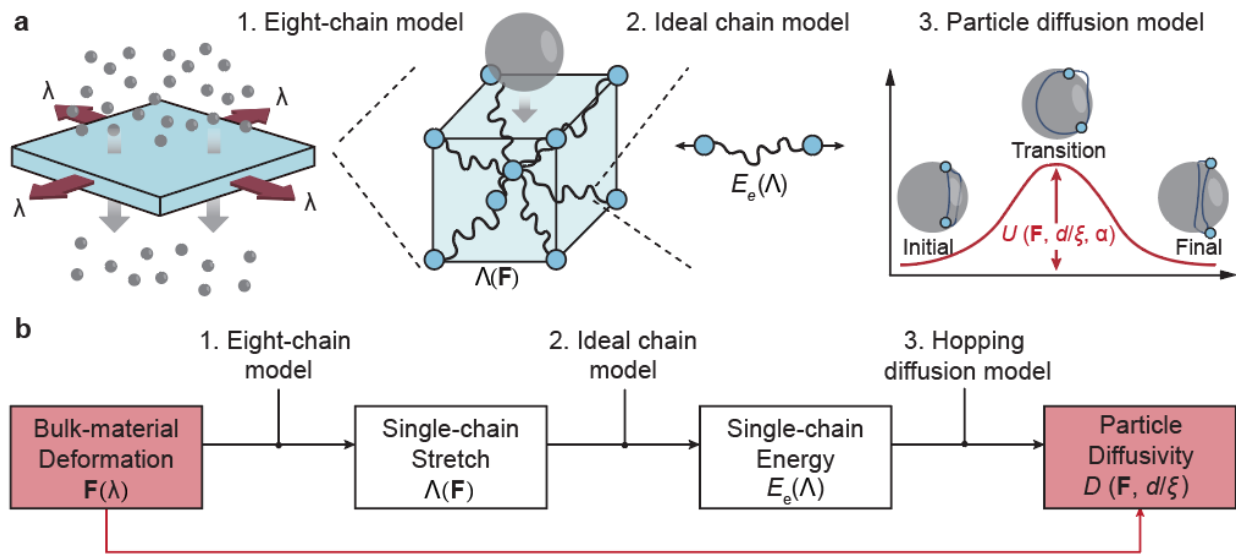 a
1. Eight-chain model
2. Ideal chain model
3. Particle diffusion model
λ
λ
λ
λ
Λ(F)
E_e(Λ)
Transition
Initial
Final
U (F, d/ξ, α)
b
1. Eight-chain
model
2. Ideal chain
model
3. Hopping
diffusion model
Bulk-material
Deformation
F(λ)
Single-chain
Stretch
Λ(F)
Single-chain
Energy
E_e(Λ)
Particle
Diffusivity
D (F, d/ξ)